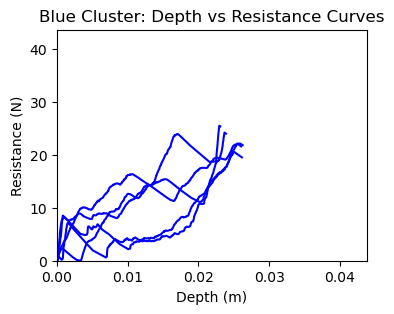 Blue Cluster: Depth vs Resistance Curves
Resistance (N)
40
30
20
10
0
0.00 0.01 0.02 0.03 0.04
Depth (m)